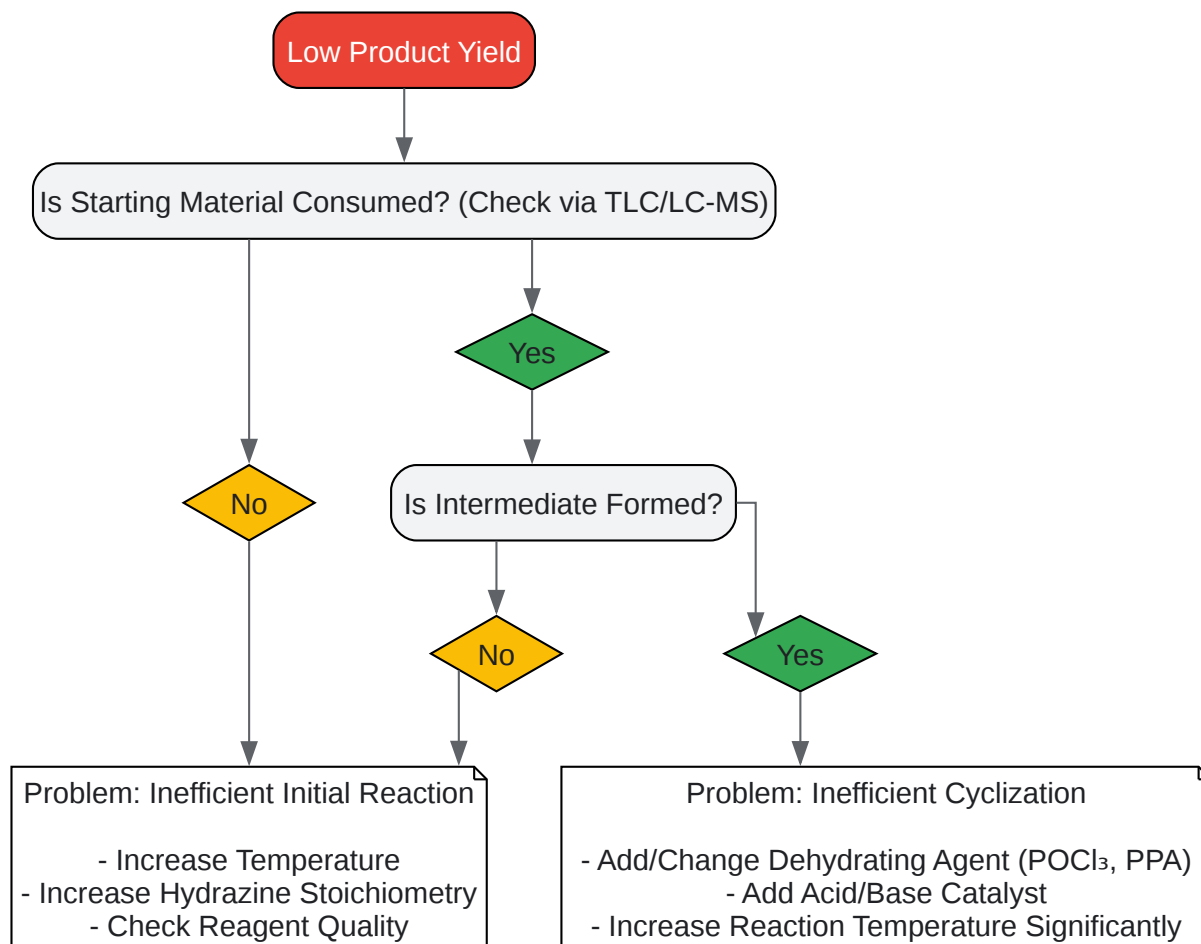 Low Product Yield
Is Starting Material Consumed? (Check via TLC/LC-MS)
Yes
No
Is Intermediate Formed?
No
Yes
Problem: Inefficient Initial Reaction
- Increase Temperature
- Increase Hydrazine Stoichiometry
- Check Reagent Quality
Problem: Inefficient Cyclization
- Add/Change Dehydrating Agent (POCl₃, PPA)
- Add Acid/Base Catalyst
- Increase Reaction Temperature Significantly